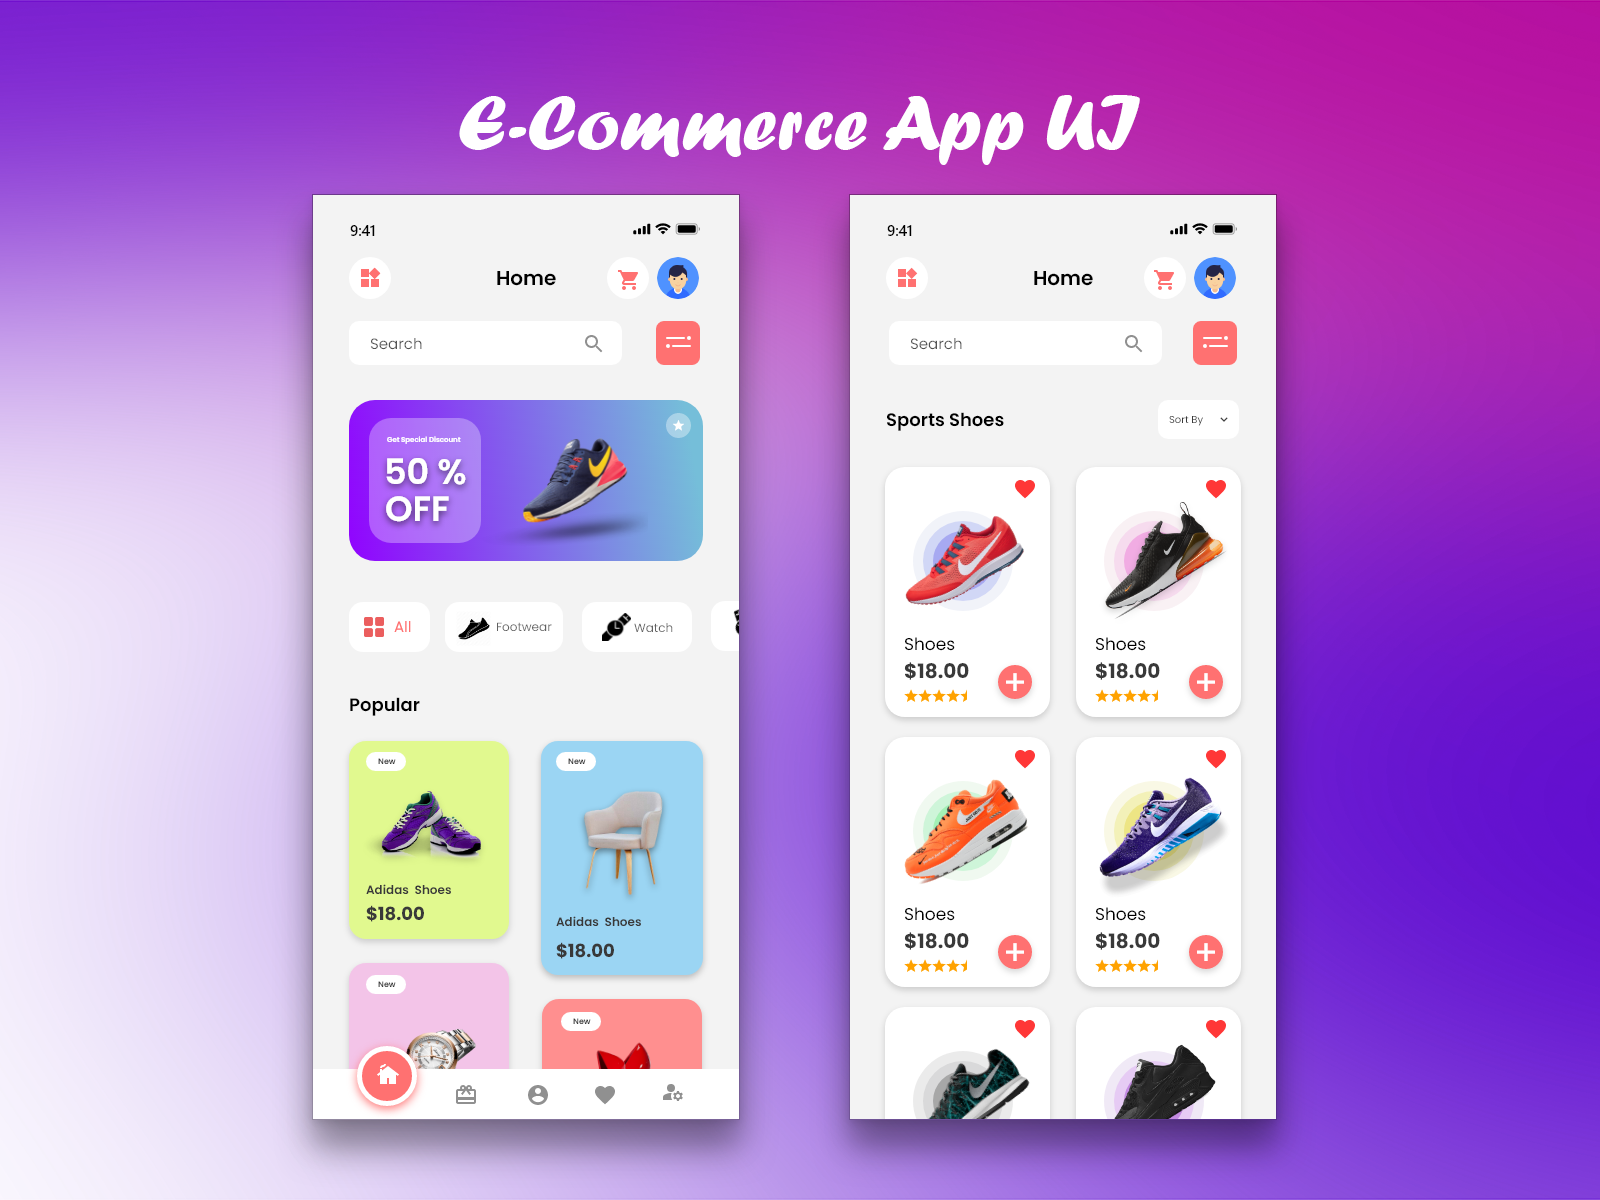 E-Commerce App UI
9:41
Home
Search
Get Special Discount
50 %
OFF
All
Footwear
Watch
Popular
New
Adidas Shoes
$18.00
New
Adidas Shoes
$18.00
New
New
9:41
Home
Search
Sports Shoes
Sort By
Shoes
$18.00
Shoes
$18.00
Shoes
$18.00
Shoes
$18.00